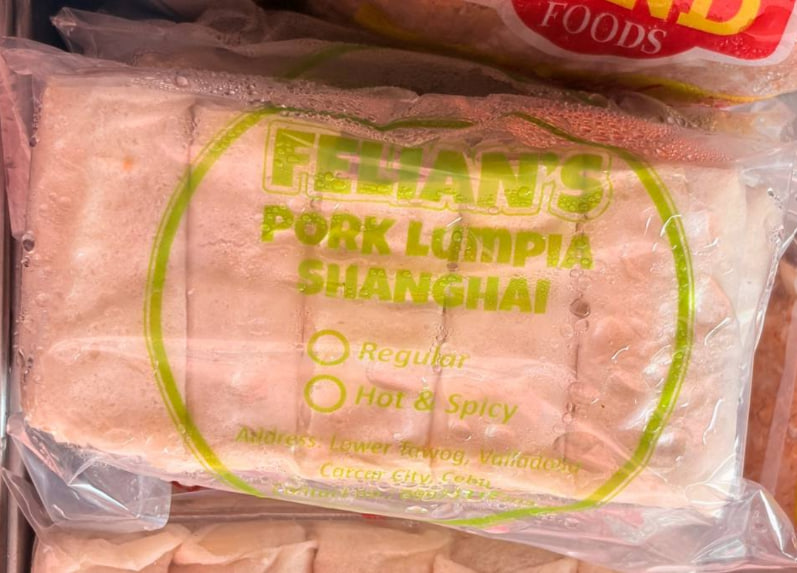 FOODS
FELIAN'S
PORK LUMPIA
SHANGHAI
Regular
Hot & Spicy
Address: Lower Tawog, Valladolid
Carcar City, Cebu